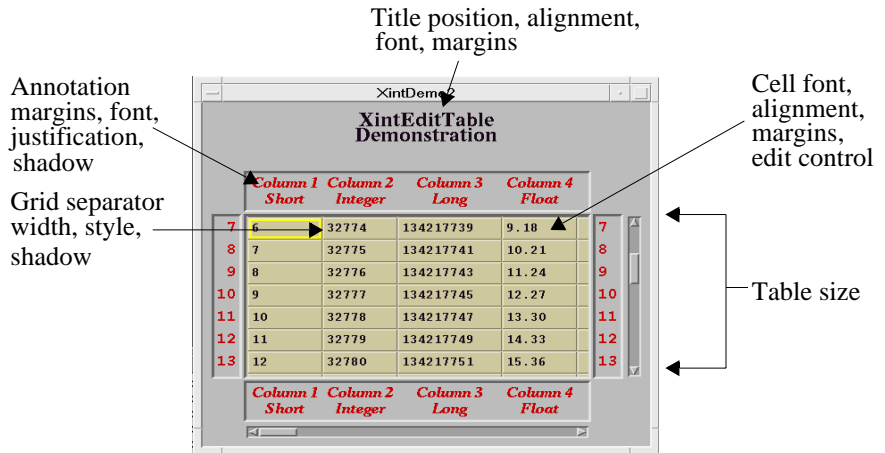 Title position, alignment,
font, margins
Annotation
margins, font,
justification,
shadow
Grid separator
width, style,
shadow
Cell font,
alignment,
margins,
edit control
Table size
XintDemo2
XintEditTable
Demonstration
Column 1 Column 2 Column 3 Column 4
Short Integer Long Float
7 6 32774 134217739 9.18 7
8 7 32775 134217741 10.21 8
9 8 32776 134217743 11.24 9
10 9 32777 134217745 12.27 10
11 10 32778 134217747 13.30 11
12 11 32779 134217749 14.33 12
13 12 32780 134217751 15.36 13
Column 1 Column 2 Column 3 Column 4
Short Integer Long Float